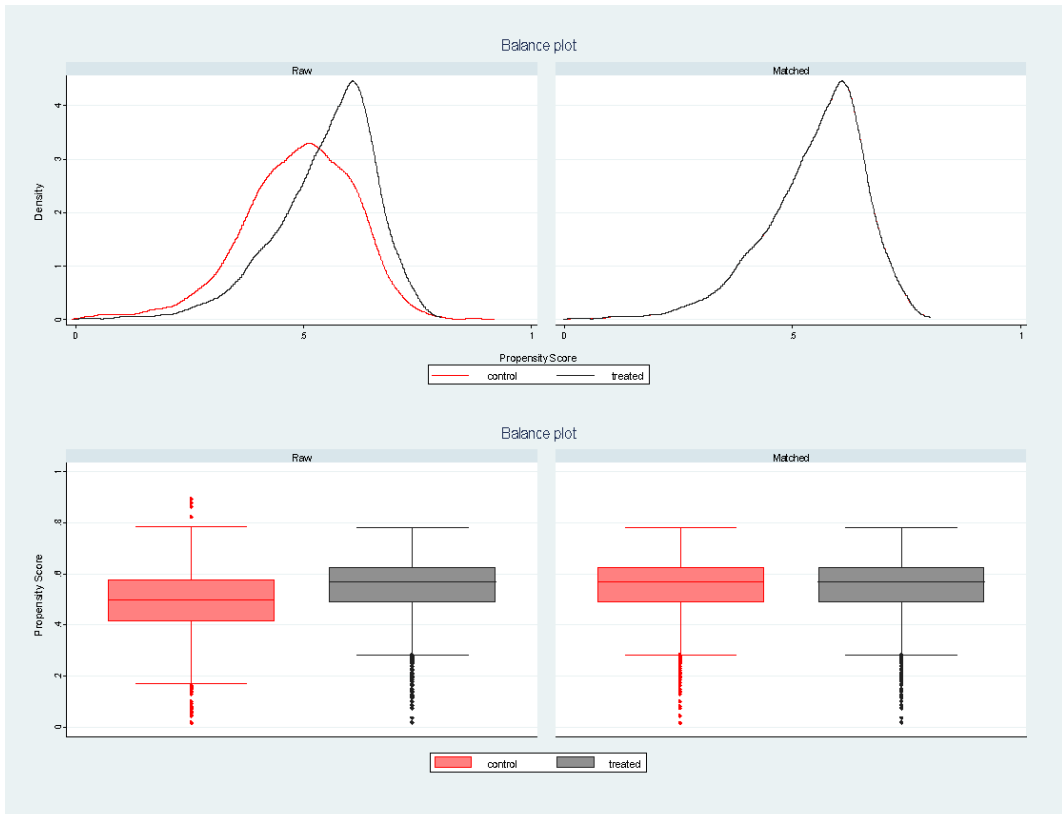 Balance plot
Raw
Matched
Density
4
3
2
1
0
0 .5 1
0 .5 1
Propensity Score
control treated
Balance plot
Raw
Matched
Propensity Score
1
.8
.6
.4
.2
0
control treated